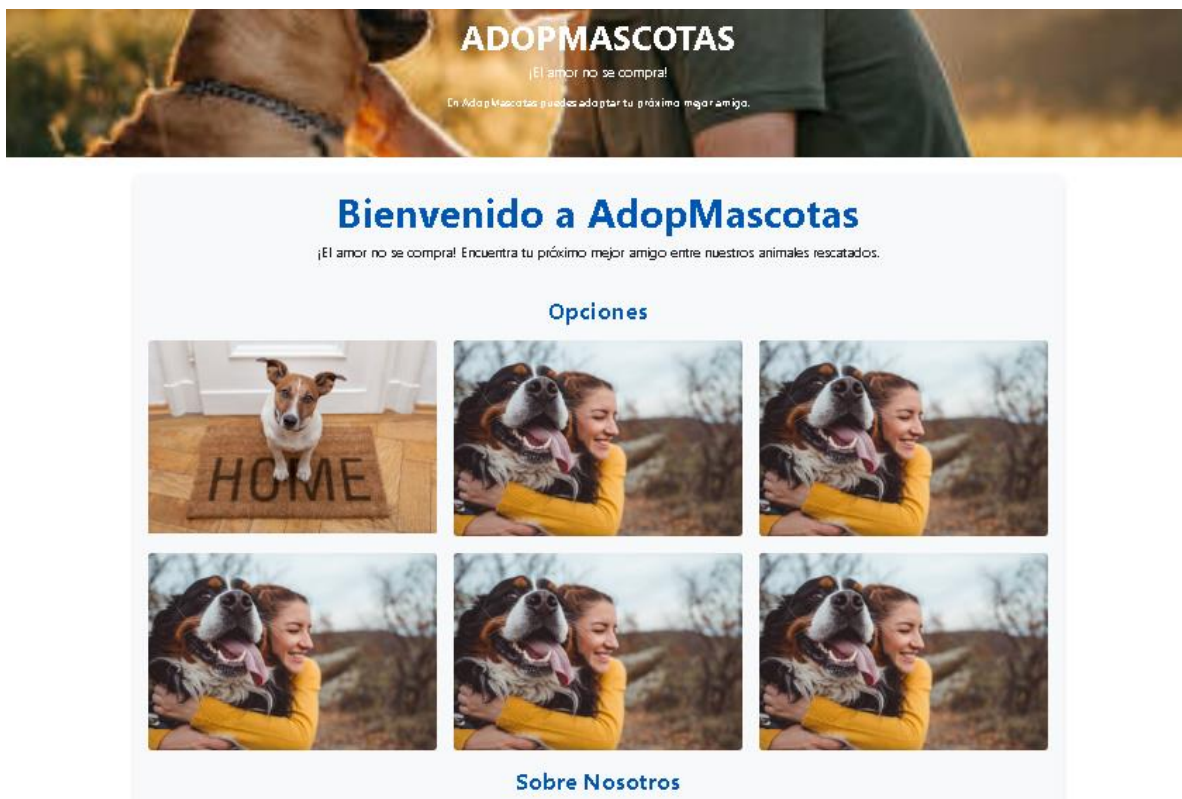 ADOPMASCOTAS
¡El amor no se compra!
En AdopMascotas puedes adoptar tu próximo mejor amigo.
Bienvenido a AdopMascotas
¡El amor no se compra! Encuentra tu próximo mejor amigo entre nuestros animales rescatados.
Opciones
HOME
Sobre Nosotros